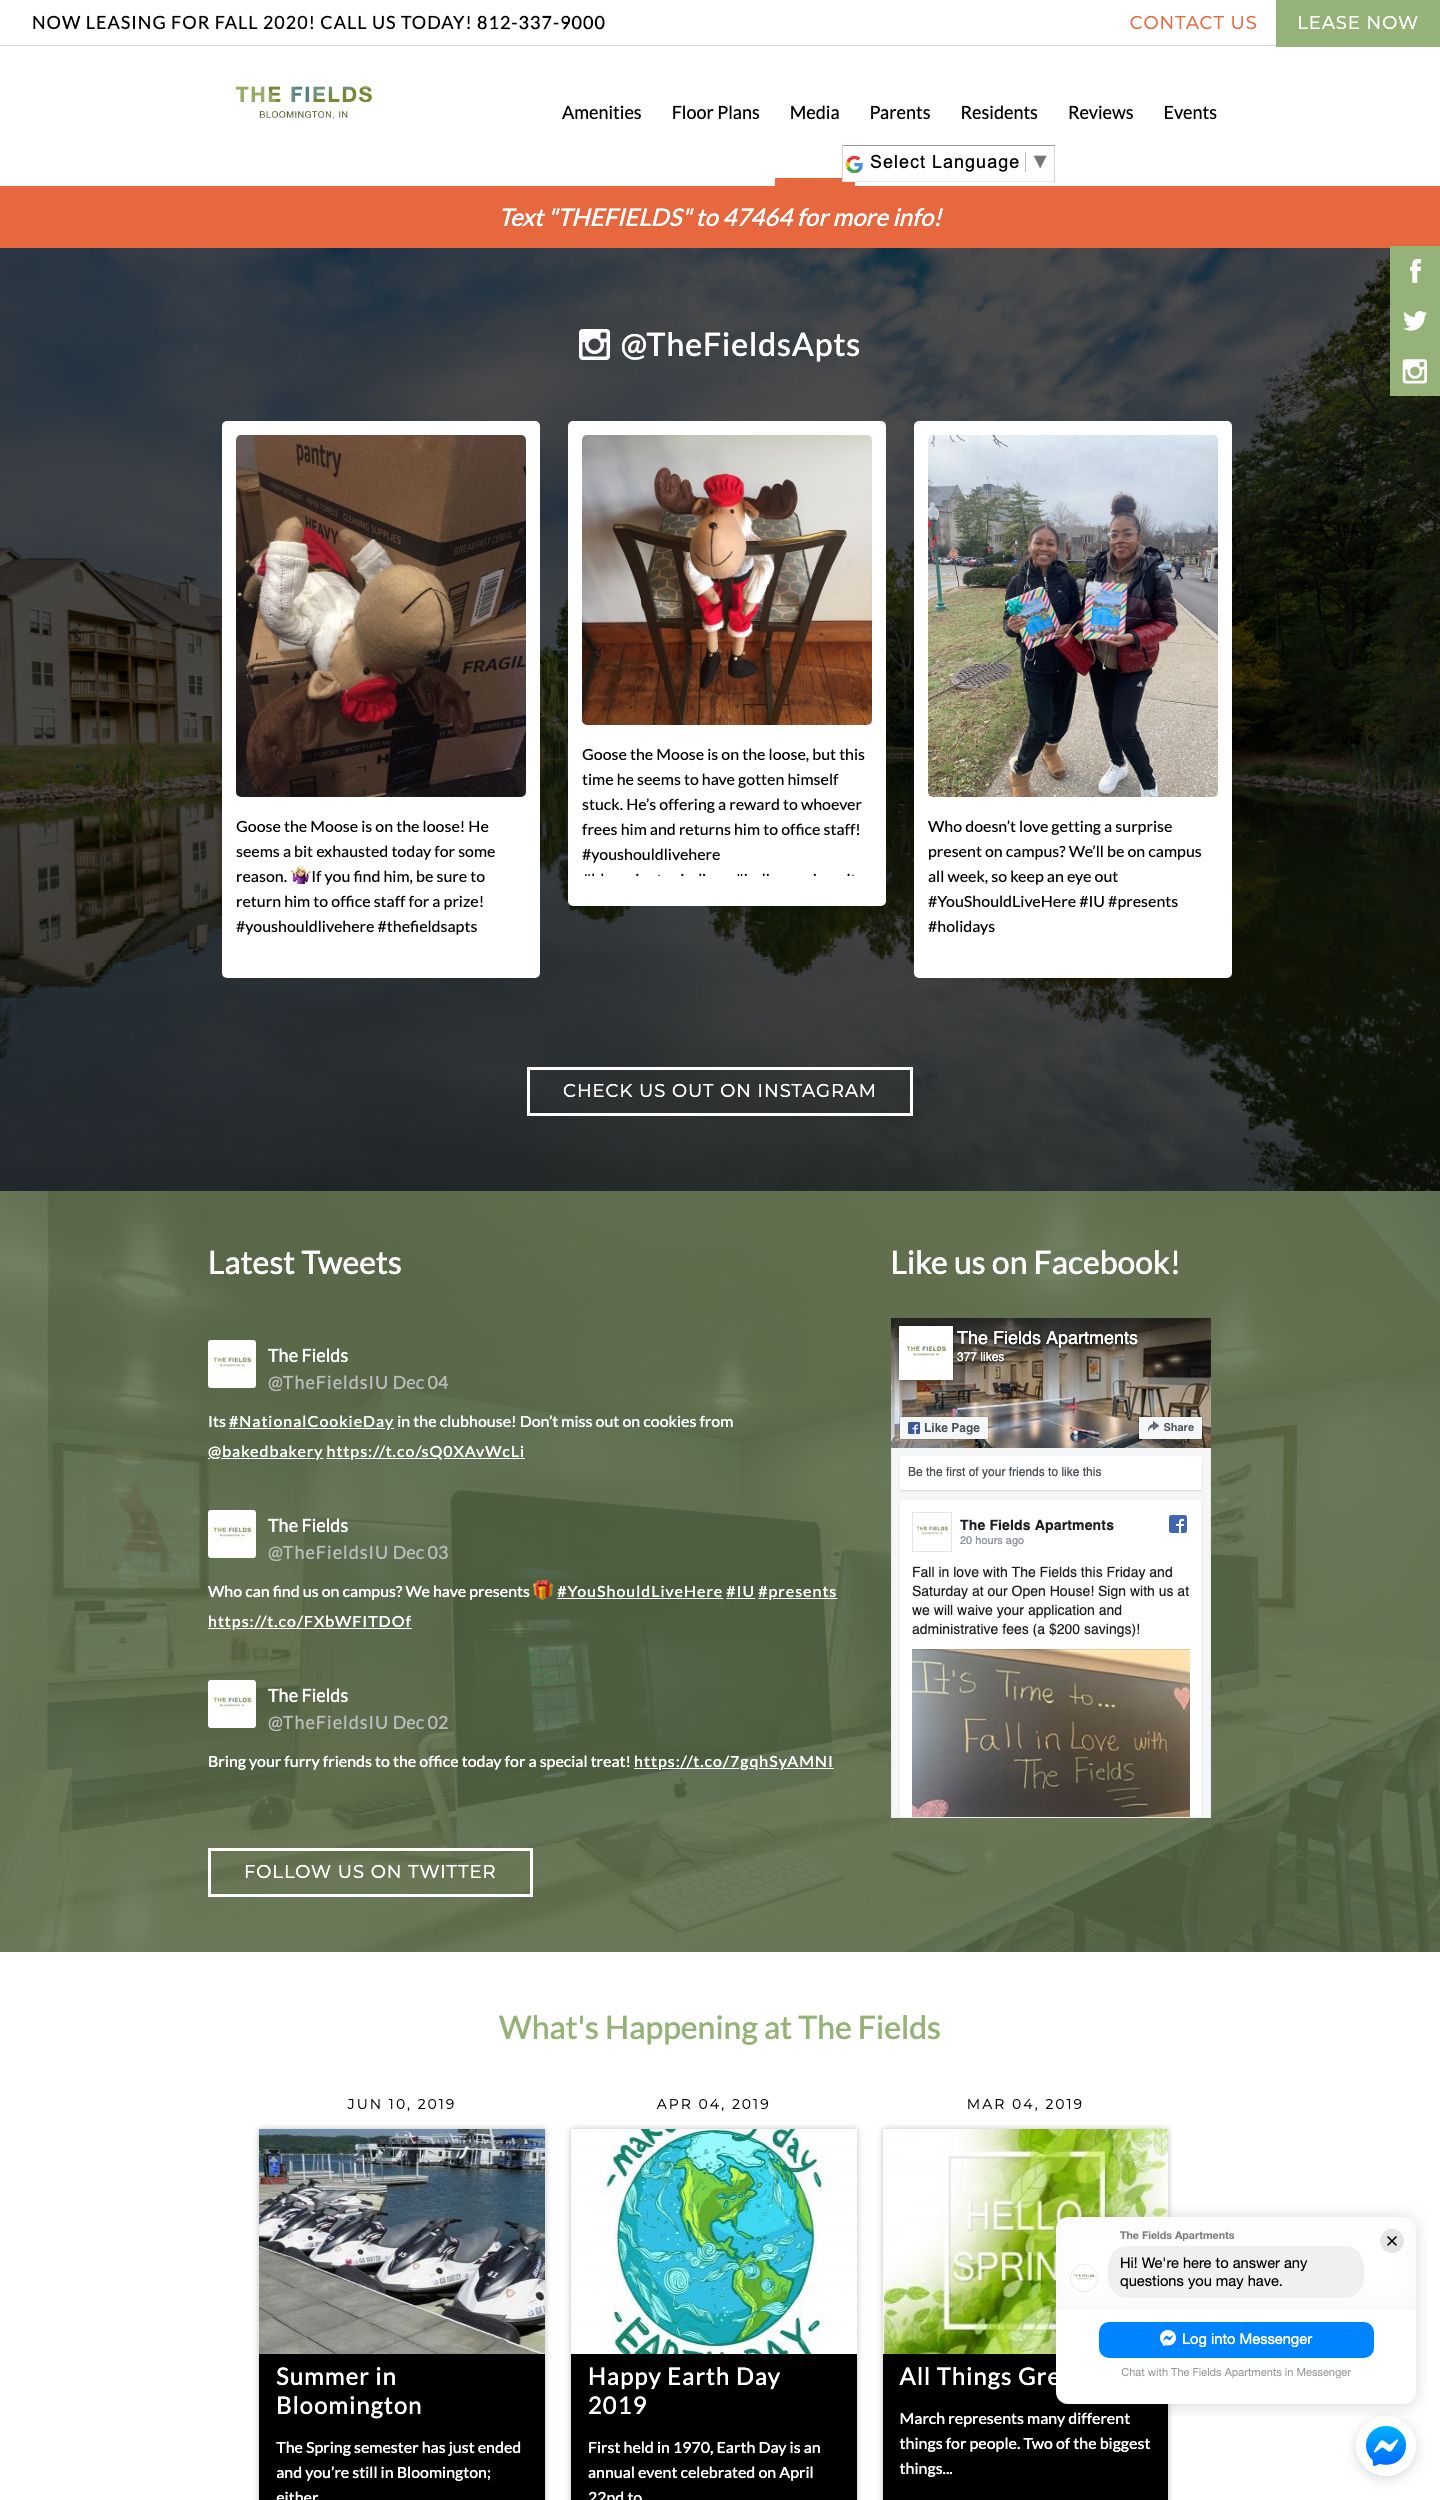 NOW LEASING FOR FALL 2020! CALL US TODAY! 812-337-9000
CONTACT US
LEASE NOW
THE FIELDS
BLOOMINGTON, IN
Amenities
Floor Plans
Media
Parents
Residents
Reviews
Events
Select Language
Text "THEFIELDS" to 47464 for more info!
@TheFieldsApts
pantry
PAPER TOWELS · CLEANING SUPPLIES
HEAVY
BREAKFAST CEREAL
FRAGIL
Goose the Moose is on the loose! He
seems a bit exhausted today for some
reason. 🤷🏼‍♀️If you find him, be sure to
return him to office staff for a prize!
#youshouldlivehere #thefieldsapts
Goose the Moose is on the loose, but this
time he seems to have gotten himself
stuck. He's offering a reward to whoever
frees him and returns him to office staff!
#youshouldlivehere
Who doesn't love getting a surprise
present on campus? We'll be on campus
all week, so keep an eye out
#YouShouldLiveHere #IU #presents
#holidays
CHECK US OUT ON INSTAGRAM
Latest Tweets
THE FIELDS
The Fields
@TheFieldsIU Dec 04
Its #NationalCookieDay in the clubhouse! Don't miss out on cookies from
@bakedbakery https://t.co/sQ0XAvWcLi
THE FIELDS
The Fields
@TheFieldsIU Dec 03
Who can find us on campus? We have presents 🎁 #YouShouldLiveHere #IU #presents
https://t.co/FXbWFITDOf
THE FIELDS
The Fields
@TheFieldsIU Dec 02
Bring your furry friends to the office today for a special treat! https://t.co/7gqhSyAMNI
FOLLOW US ON TWITTER
Like us on Facebook!
THE FIELDS
The Fields Apartments
377 likes
Like Page
Share
Be the first of your friends to like this
THE FIELDS
The Fields Apartments
20 hours ago
Fall in love with The Fields this Friday and
Saturday at our Open House! Sign with us at
we will waive your application and
administrative fees (a $200 savings)!
It's Time to...
Fall in Love with
The Fields
What's Happening at The Fields
JUN 10, 2019
Summer in
Bloomington
The Spring semester has just ended
and you're still in Bloomington;
either
APR 04, 2019
EARTH DAY
Happy Earth Day
2019
First held in 1970, Earth Day is an
annual event celebrated on April
22nd to
MAR 04, 2019
HELLO
SPRIN
All Things Gre
March represents many different
things for people. Two of the biggest
things...
The Fields Apartments
Hi! We're here to answer any
questions you may have.
Log into Messenger
Chat with The Fields Apartments in Messenger